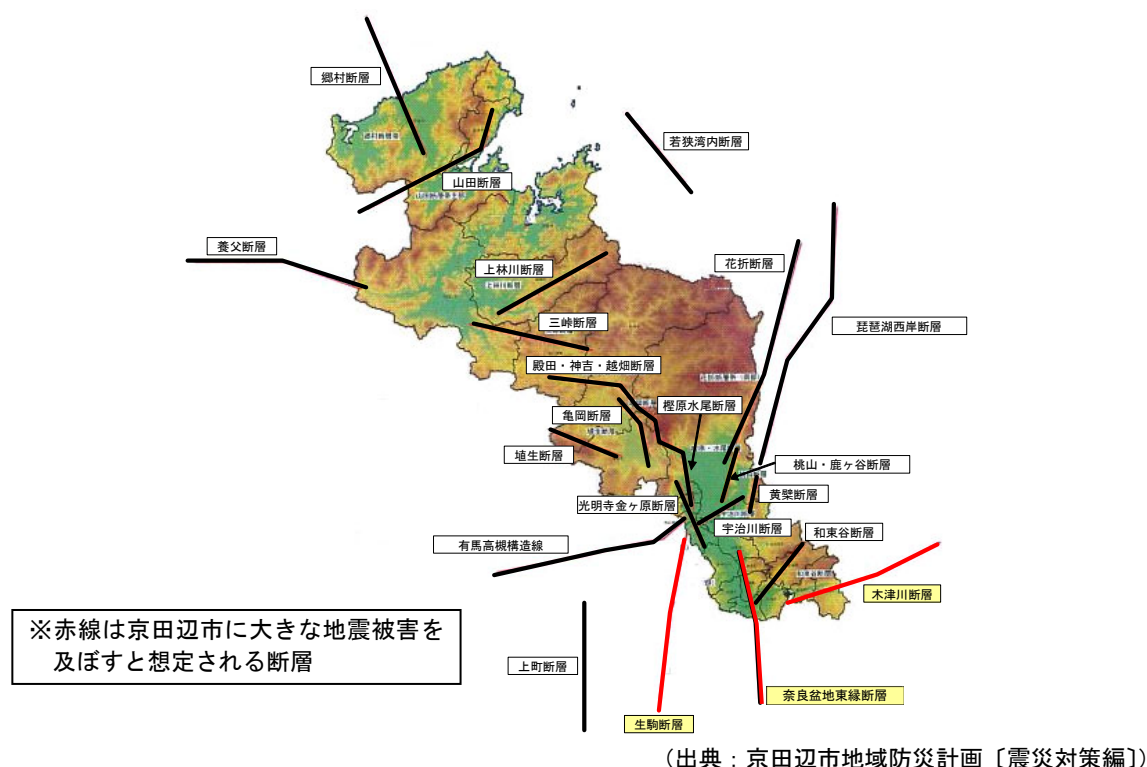 郷村断層
若狭湾内断層
山田断層
養父断層
上林川断層
花折断層
三峠断層
琵琶湖西岸断層
殿田・神吉・越畑断層
樫原水尾断層
亀岡断層
埴生断層
桃山・鹿ヶ谷断層
黄檗断層
光明寺金ヶ原断層
宇治川断層
和束谷断層
有馬高槻構造線
木津川断層
※赤線は京田辺市に大きな地震被害を
及ぼすと想定される断層
上町断層
奈良盆地東縁断層
生駒断層
（出典：京田辺市地域防災計画〔震災対策編〕）